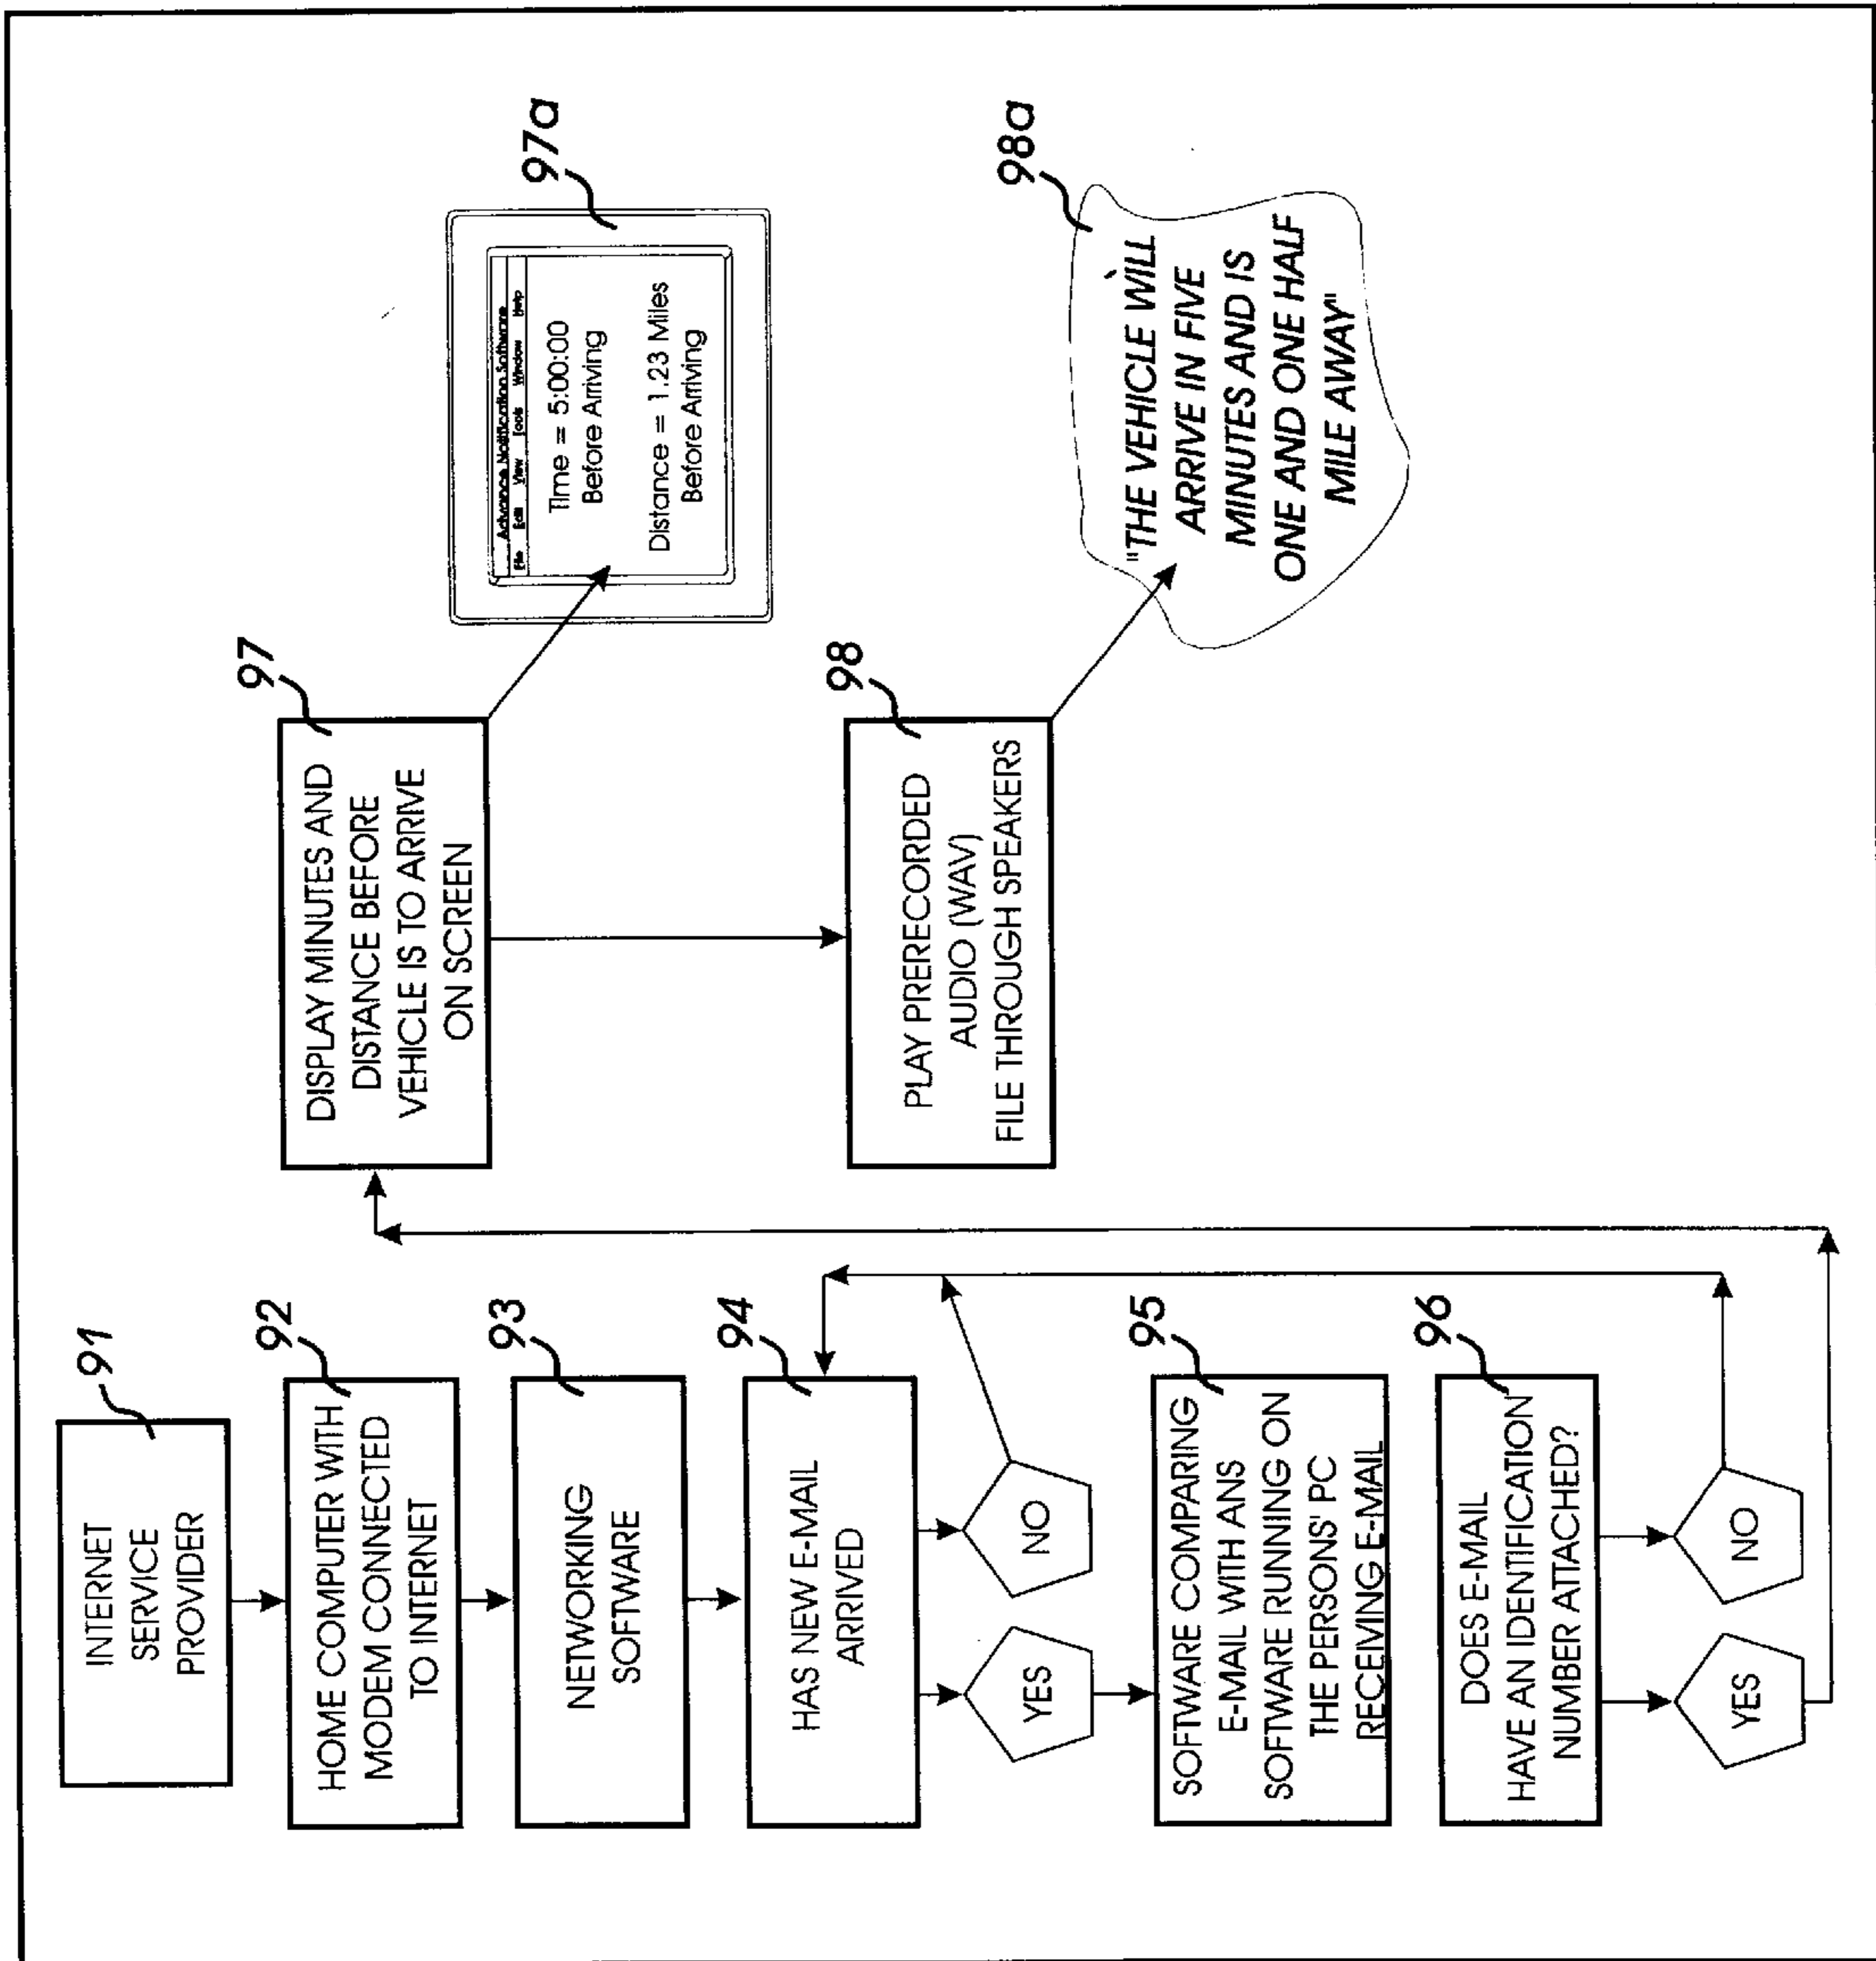 91
INTERNET
SERVICE
PROVIDER
92
HOME COMPUTER WITH
MODEM CONNECTED
TO INTERNET
93
NETWORKING
SOFTWARE
94
HAS NEW E-MAIL
ARRIVED
YES
NO
95
SOFTWARE COMPARING
E-MAIL WITH ANS
SOFTWARE RUNNING ON
THE PERSONS' PC
RECEIVING E-MAIL
96
DOES E-MAIL
HAVE AN IDENTIFICATION
NUMBER ATTACHED?
YES
NO
97
DISPLAY MINUTES AND
DISTANCE BEFORE
VEHICLE IS TO ARRIVE
ON SCREEN
97a
Advance Notification Software
File Edit View Tools Window Help
Time = 5:00:00
Before Arriving
Distance = 1.23 Miles
Before Arriving
98
PLAY PRERECORDED
AUDIO (WAV)
FILE THROUGH SPEAKERS
98a
"THE VEHICLE WILL
ARRIVE IN FIVE
MINUTES AND IS
ONE AND ONE HALF
MILE AWAY"